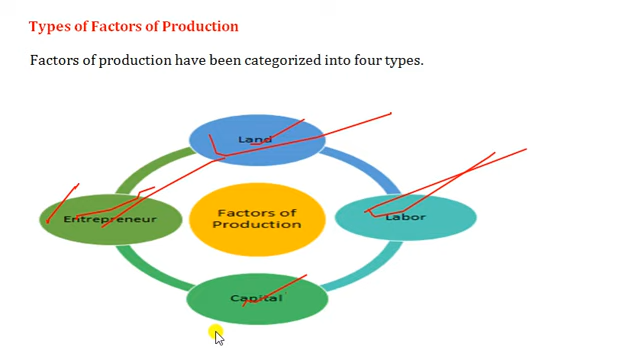 Types of Factors of Production
Factors of production have been categorized into four types.
Land
Entrepreneur
Factors of
Production
Labor
Capital